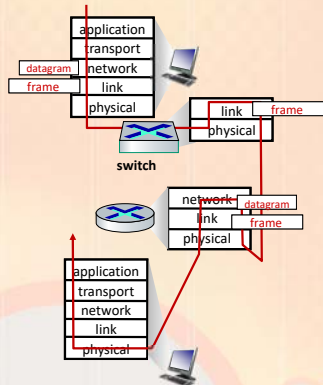 application
transport
datagram network
frame link
physical
link frame
physical
switch
network datagram
link frame
physical
application
transport
network
link
physical